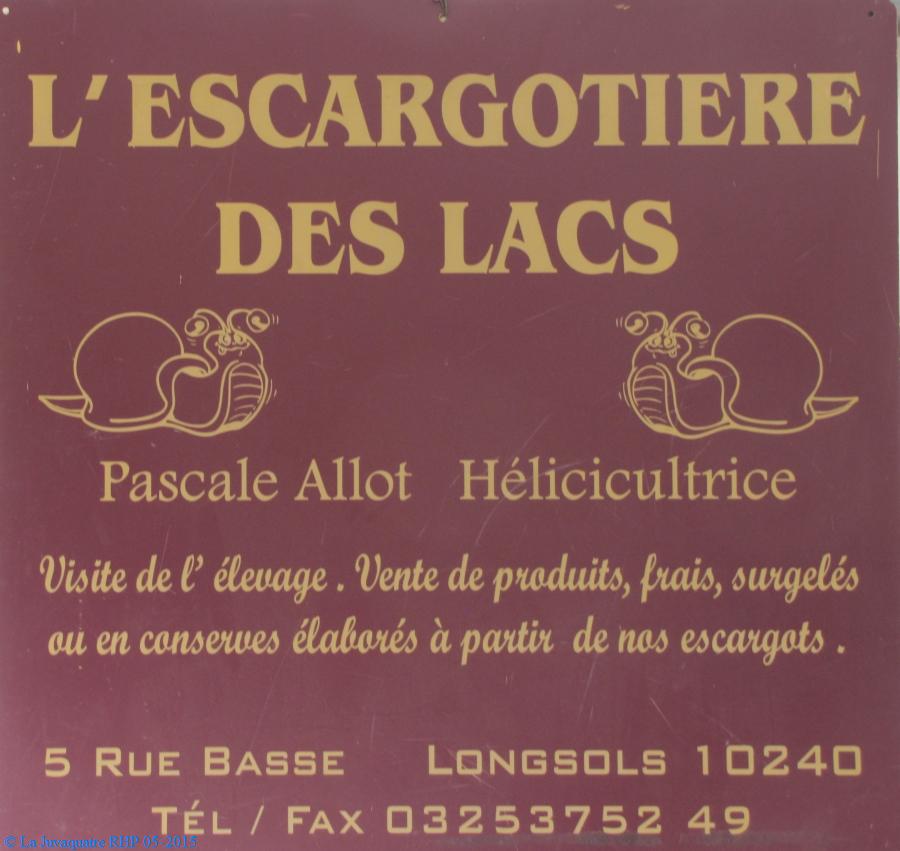 L' ESCARGOTIERE
DES LACS
Pascale Allot Hélicicultrice
Visite de l' élevage . Vente de produits, frais, surgelés
ou en conserves élaborés à partir de nos escargots .
5 RUE BASSE LONGSOLS 10240
TÉL / FAX 03253752 49
© La Juvaquatre RHP 05-2015